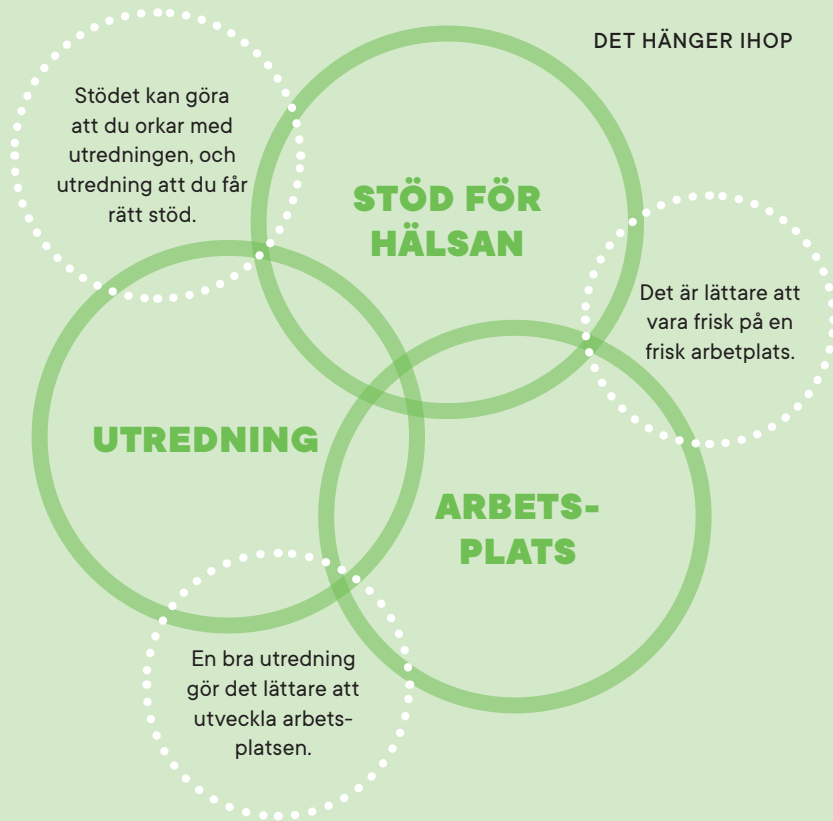 DET HÄNGER IHOP
Stödet kan göra
att du orkar med
utredningen, och
utredning att du får
rätt stöd.
STÖD FÖR
HÄLSAN
Det är lättare att
vara frisk på en
frisk arbetplats.
UTREDNING
ARBETS-
PLATS
En bra utredning
gör det lättare att
utveckla arbets-
platsen.